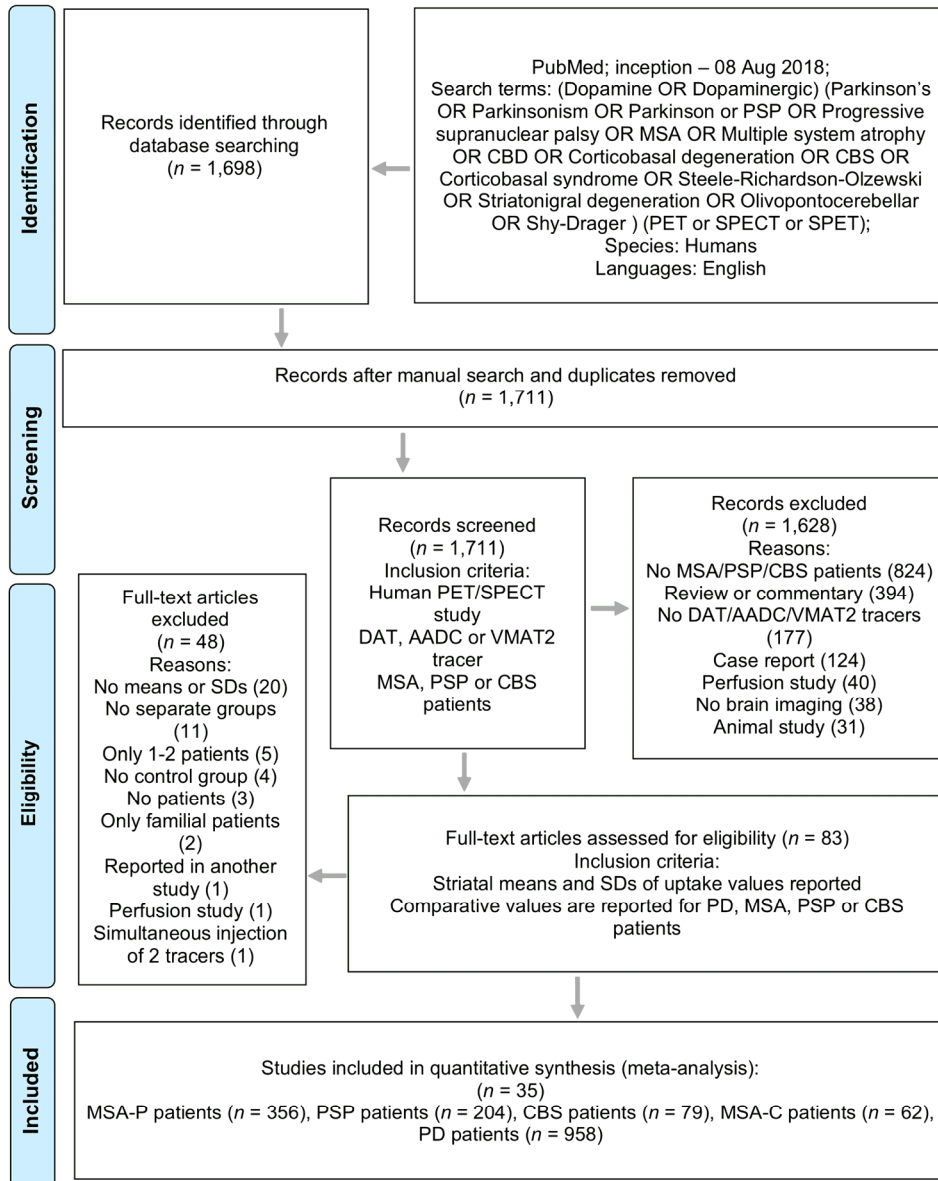 Identification
Records identified through
database searching
(n = 1,698)
PubMed; inception – 08 Aug 2018;
Search terms: (Dopamine OR Dopaminergic) (Parkinson’s
OR Parkinsonism OR Parkinson or PSP OR Progressive
supranuclear palsy OR MSA OR Multiple system atrophy
OR CBD OR Corticobasal degeneration OR CBS OR
Corticobasal syndrome OR Steele-Richardson-Olzewski
OR Striatonigral degeneration OR Olivopontocerebellar
OR Shy-Drager ) (PET or SPECT or SPET);
Species: Humans
Languages: English
Screening
Records after manual search and duplicates removed
(n = 1,711)
Records screened
(n = 1,711)
Inclusion criteria:
Human PET/SPECT
study
DAT, AADC or VMAT2
tracer
MSA, PSP or CBS
patients
Records excluded
(n = 1,628)
Reasons:
No MSA/PSP/CBS patients (824)
Review or commentary (394)
No DAT/AADC/VMAT2 tracers
(177)
Case report (124)
Perfusion study (40)
No brain imaging (38)
Animal study (31)
Eligibility
Full-text articles
excluded
(n = 48)
Reasons:
No means or SDs (20)
No separate groups
(11)
Only 1-2 patients (5)
No control group (4)
No patients (3)
Only familial patients
(2)
Reported in another
study (1)
Perfusion study (1)
Simultaneous injection
of 2 tracers (1)
Full-text articles assessed for eligibility (n = 83)
Inclusion criteria:
Striatal means and SDs of uptake values reported
Comparative values are reported for PD, MSA, PSP or CBS
patients
Included
Studies included in quantitative synthesis (meta-analysis):
(n = 35)
MSA-P patients (n = 356), PSP patients (n = 204), CBS patients (n = 79), MSA-C patients (n = 62),
PD patients (n = 958)